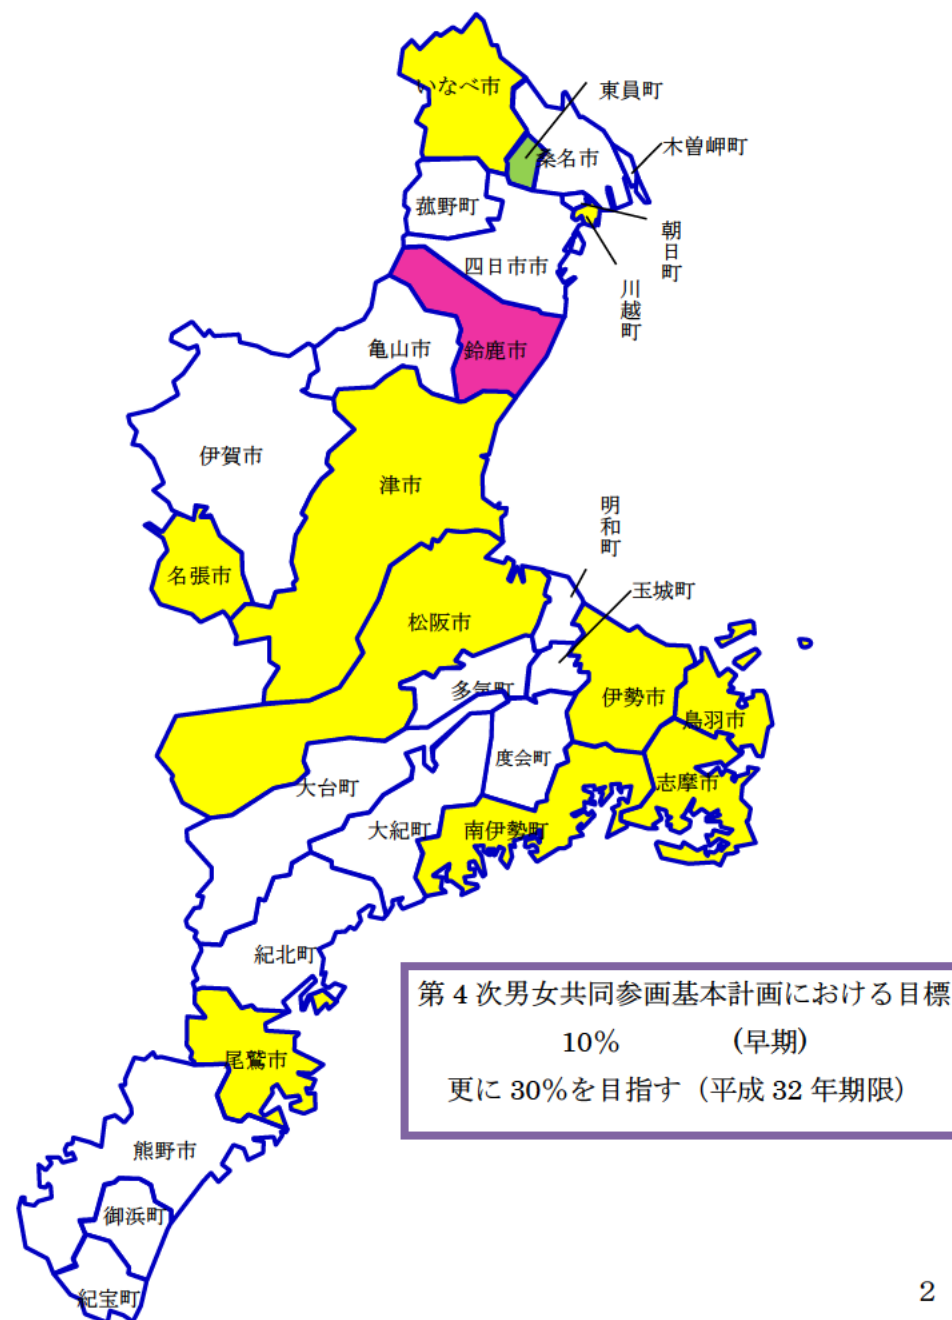 いなべ市
東員町
桑名市
木曽岬町
菰野町
朝日町
四日市市
川越町
亀山市
鈴鹿市
伊賀市
津市
明和町
名張市
玉城町
松阪市
多気町
伊勢市
鳥羽市
度会町
志摩市
大台町
大紀町
南伊勢町
紀北町
第 4 次男女共同参画基本計画における目標
10% (早期)
更に 30%を目指す（平成 32 年期限）
尾鷲市
熊野市
御浜町
紀宝町
2